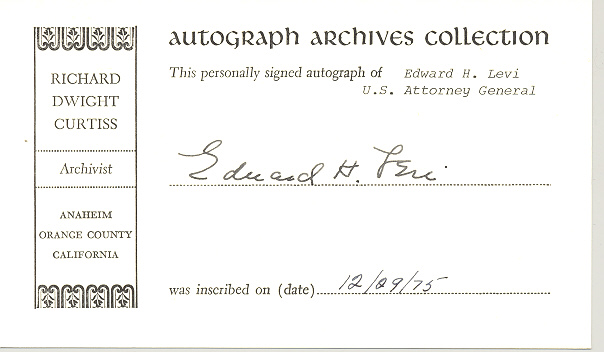 RICHARD
DWIGHT
CURTISS
Archivist
ANAHEIM
ORANGE COUNTY
CALIFORNIA
AUTOGRAPH ARCHIVES COLLECTION
This personally signed autograph of Edward H. Levi
U.S. Attorney General
Edward H. Levi
was inscribed on (date) 12/29/75